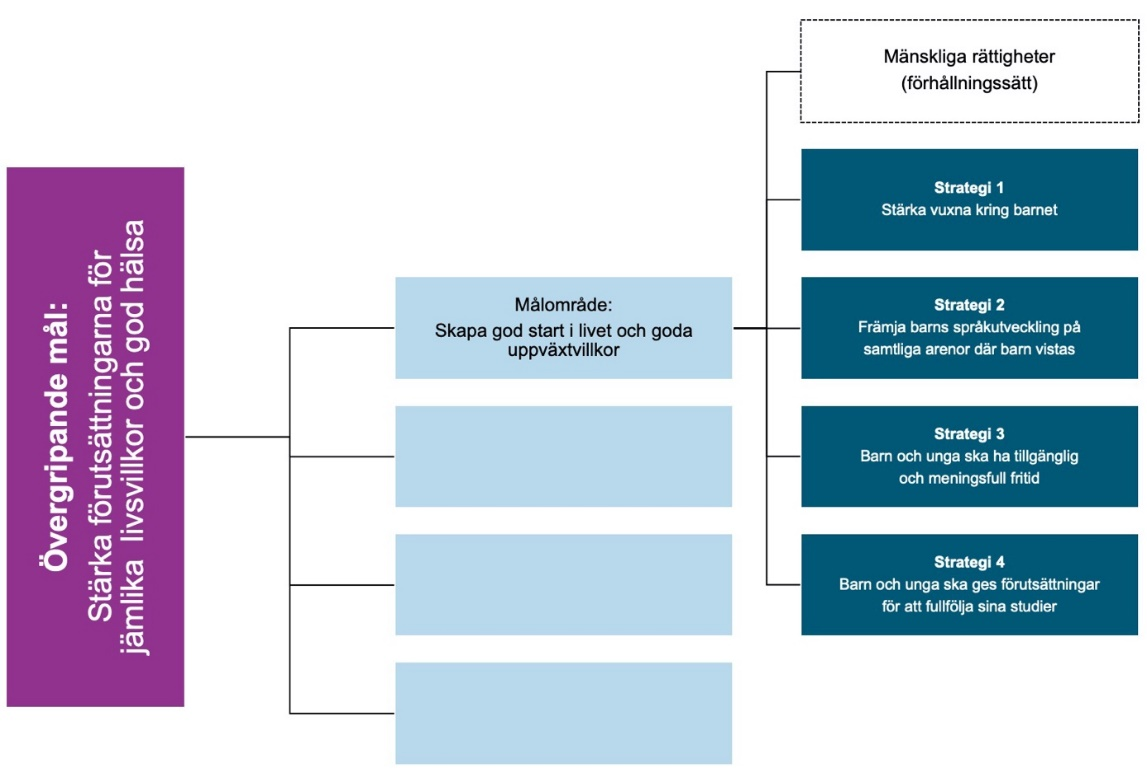 Övergripande mål:
Stärka förutsättningarna för
jämlika livsvillkor och god hälsa
Målområde:
Skapa god start i livet och goda
uppväxtvillkor
Mänskliga rättigheter
(förhållningssätt)
Strategi 1
Stärka vuxna kring barnet
Strategi 2
Främja barns språkutveckling på
samtliga arenor där barn vistas
Strategi 3
Barn och unga ska ha tillgänglig
och meningsfull fritid
Strategi 4
Barn och unga ska ges förutsättningar
för att fullfölja sina studier